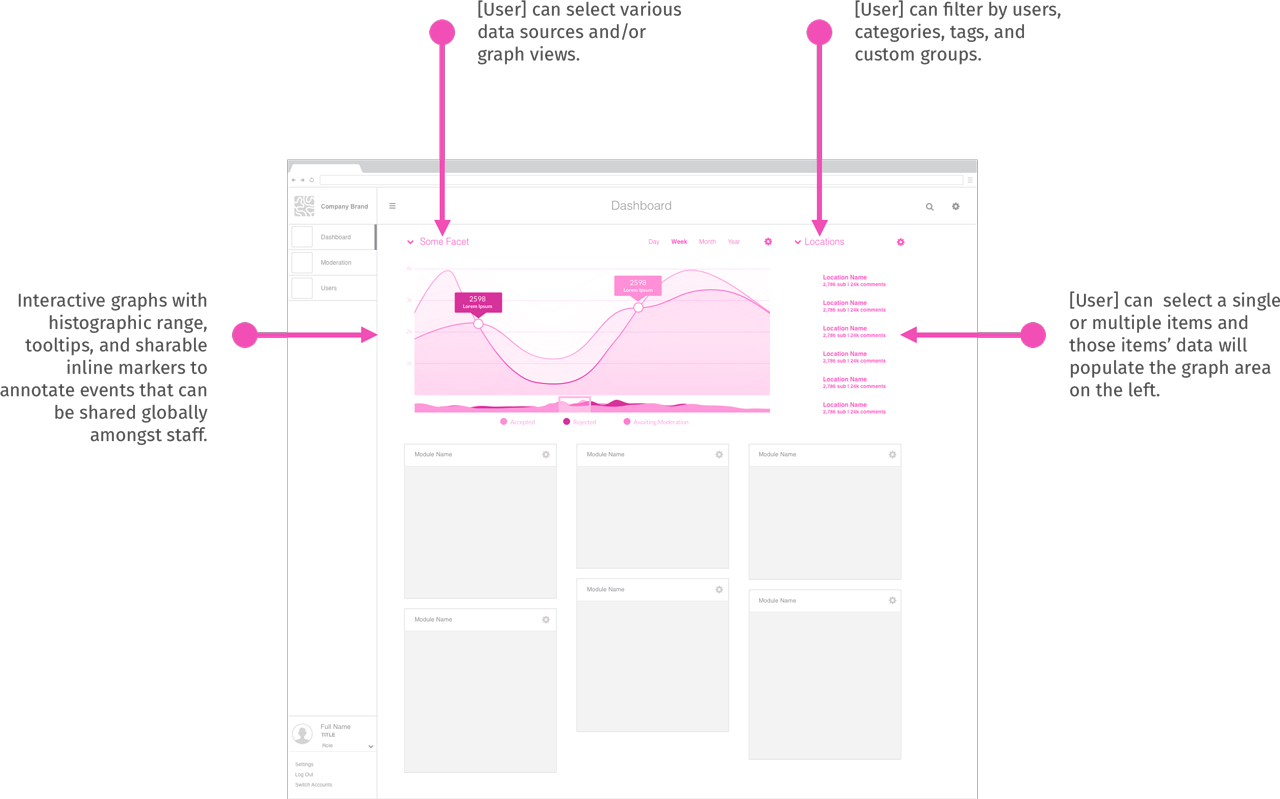 [User] can select various
data sources and/or
graph views.
[User] can filter by users,
categories, tags, and
custom groups.
Company Brand
Dashboard
Dashboard
Moderation
Users
Some Facet
Day Week Month Year
Locations
2598
Lorem Ipsum
2598
Lorem Ipsum
Accepted Rejected Awaiting Moderation
Location Name
2,786 sub | 24k comments
Location Name
2,786 sub | 24k comments
Location Name
2,786 sub | 24k comments
Location Name
2,786 sub | 24k comments
Location Name
2,786 sub | 24k comments
Location Name
2,786 sub | 24k comments
Interactive graphs with
histographic range,
tooltips, and sharable
inline markers to
annotate events that can
be shared globally
amongst staff.
[User] can  select a single
or multiple items and
those items’ data will
populate the graph area
on the left.
Module Name
Module Name
Module Name
Module Name
Module Name
Module Name
Full Name
TITLE
Role
Settings
Log Out
Switch Accounts